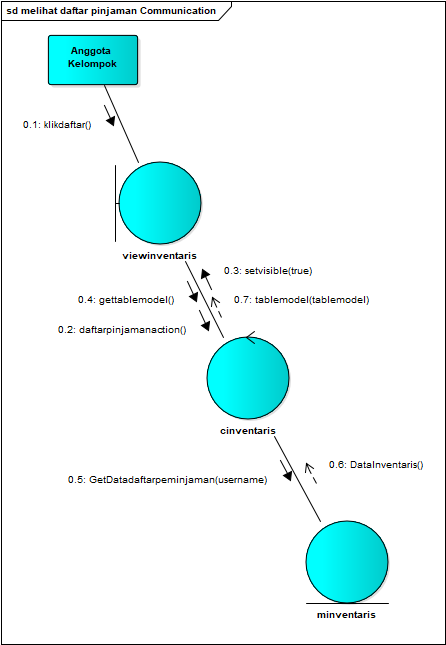 sd melihat daftar pinjaman Communication
Anggota
Kelompok
0.1: klikdaftar()
viewinventaris
0.3: setvisible(true)
0.4: gettablemodel()
0.7: tablemodel(tablemodel)
0.2: daftarpinjamanaction()
cinventaris
0.6: DataInventaris()
0.5: GetDatadaftarpeminjaman(username)
minventaris